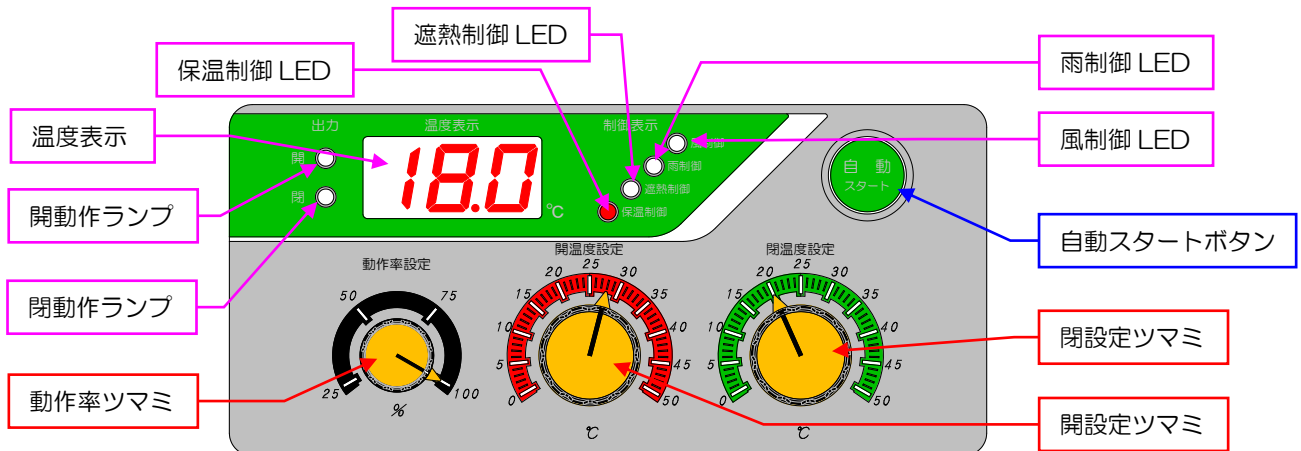 遮熱制御 LED
保温制御 LED
雨制御 LED
温度表示
風制御 LED
開動作ランプ
閉動作ランプ
自動スタートボタン
動作率ツマミ
閉設定ツマミ
開設定ツマミ
出力
温度表示
制御表示
開
閉
18.0
℃
風制御
雨制御
遮熱制御
保温制御
自 動
スタート
動作率設定
25
50
75
100
%
開温度設定
0
5
10
15
20
25
30
35
40
45
50
℃
閉温度設定
0
5
10
15
20
25
30
35
40
45
50
℃